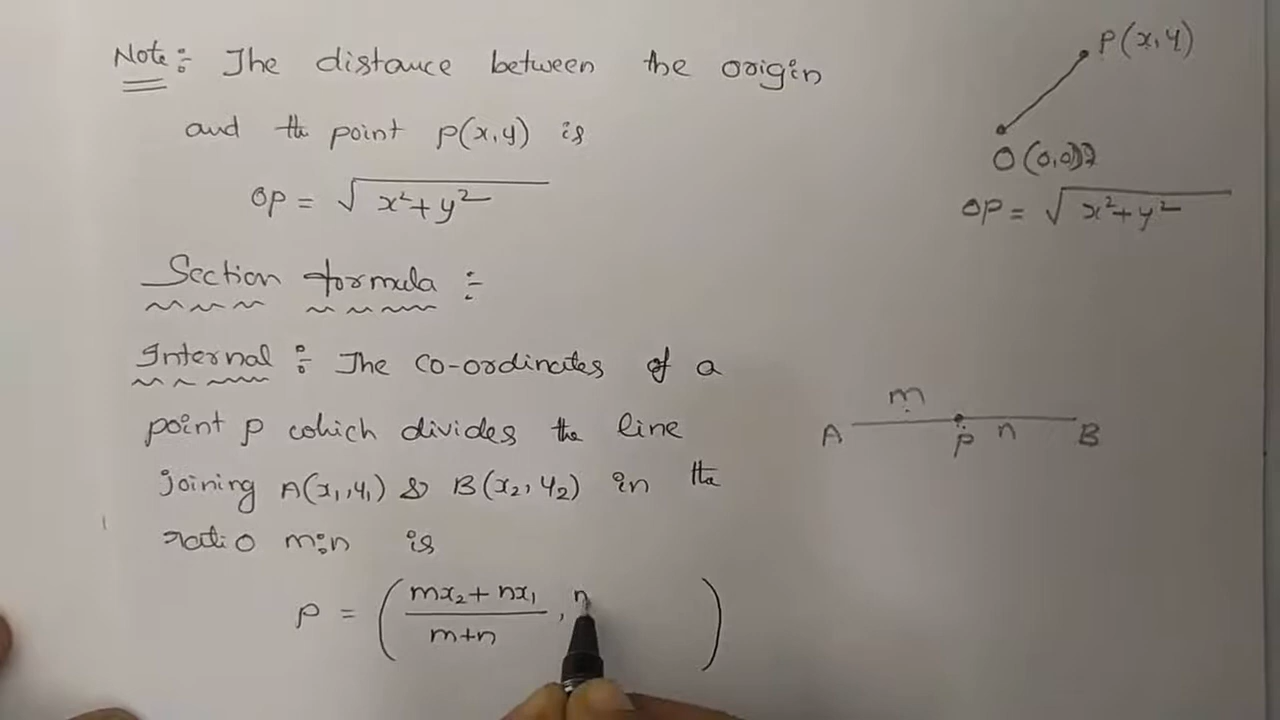 Note: The distance between the origin
and the point P(x,y) is
OP = √x²+y²
P(x,y)
O(0,0)
OP = √x²+y²
Section formula :-
Internal : The co-ordinates of a
point P which divides the line
joining A(x₁,y₁) & B(x₂,y₂) in the
ratio m:n is
m
A P n B
P = ( mx₂+nx₁ / m+n , n )